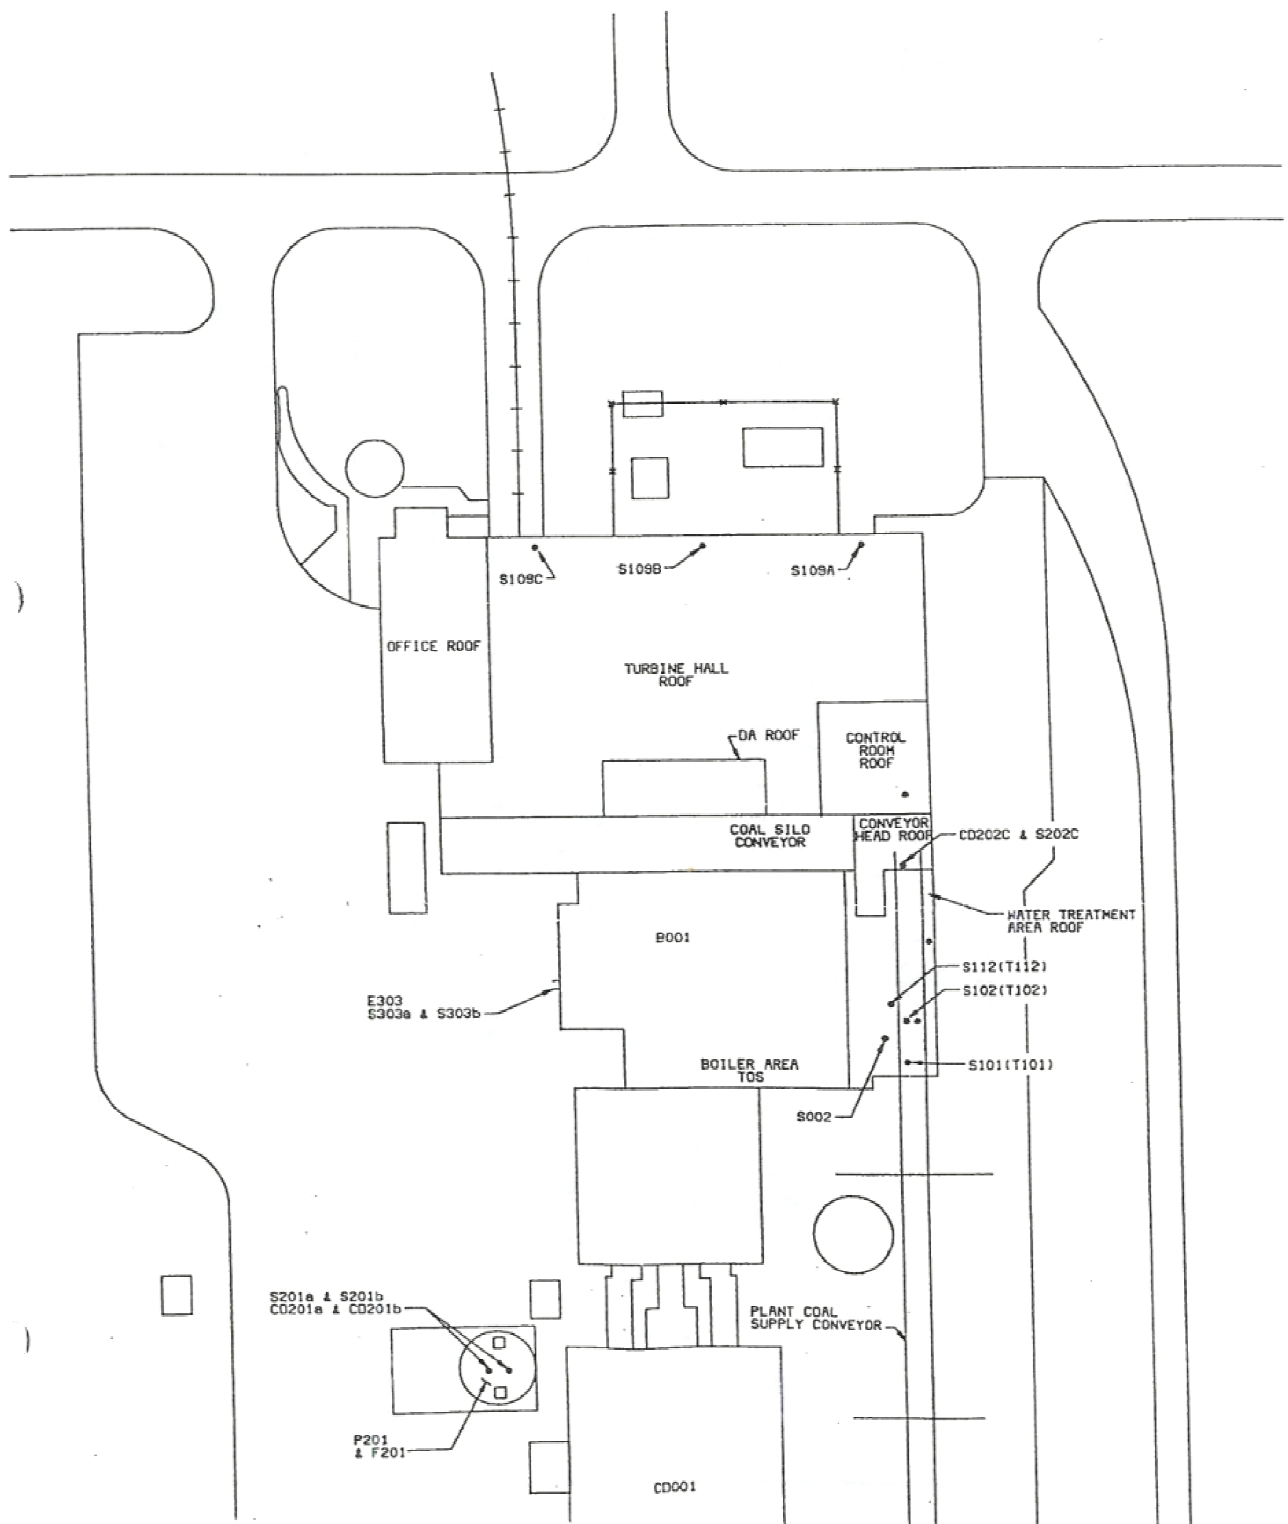 S109C
S109B
S109A
OFFICE ROOF
TURBINE HALL
ROOF
DA ROOF
CONTROL
ROOM
ROOF
COAL SILO
CONVEYOR
CONVEYOR
HEAD ROOF
CD202C & S202C
WATER TREATMENT
AREA ROOF
B001
S112(T112)
S102(T102)
E303
S303a & S303b
S101(T101)
BOILER AREA
TOS
S002
S201a & S201b
CD201a & CD201b
PLANT COAL
SUPPLY CONVEYOR
P201
& F201
CD001